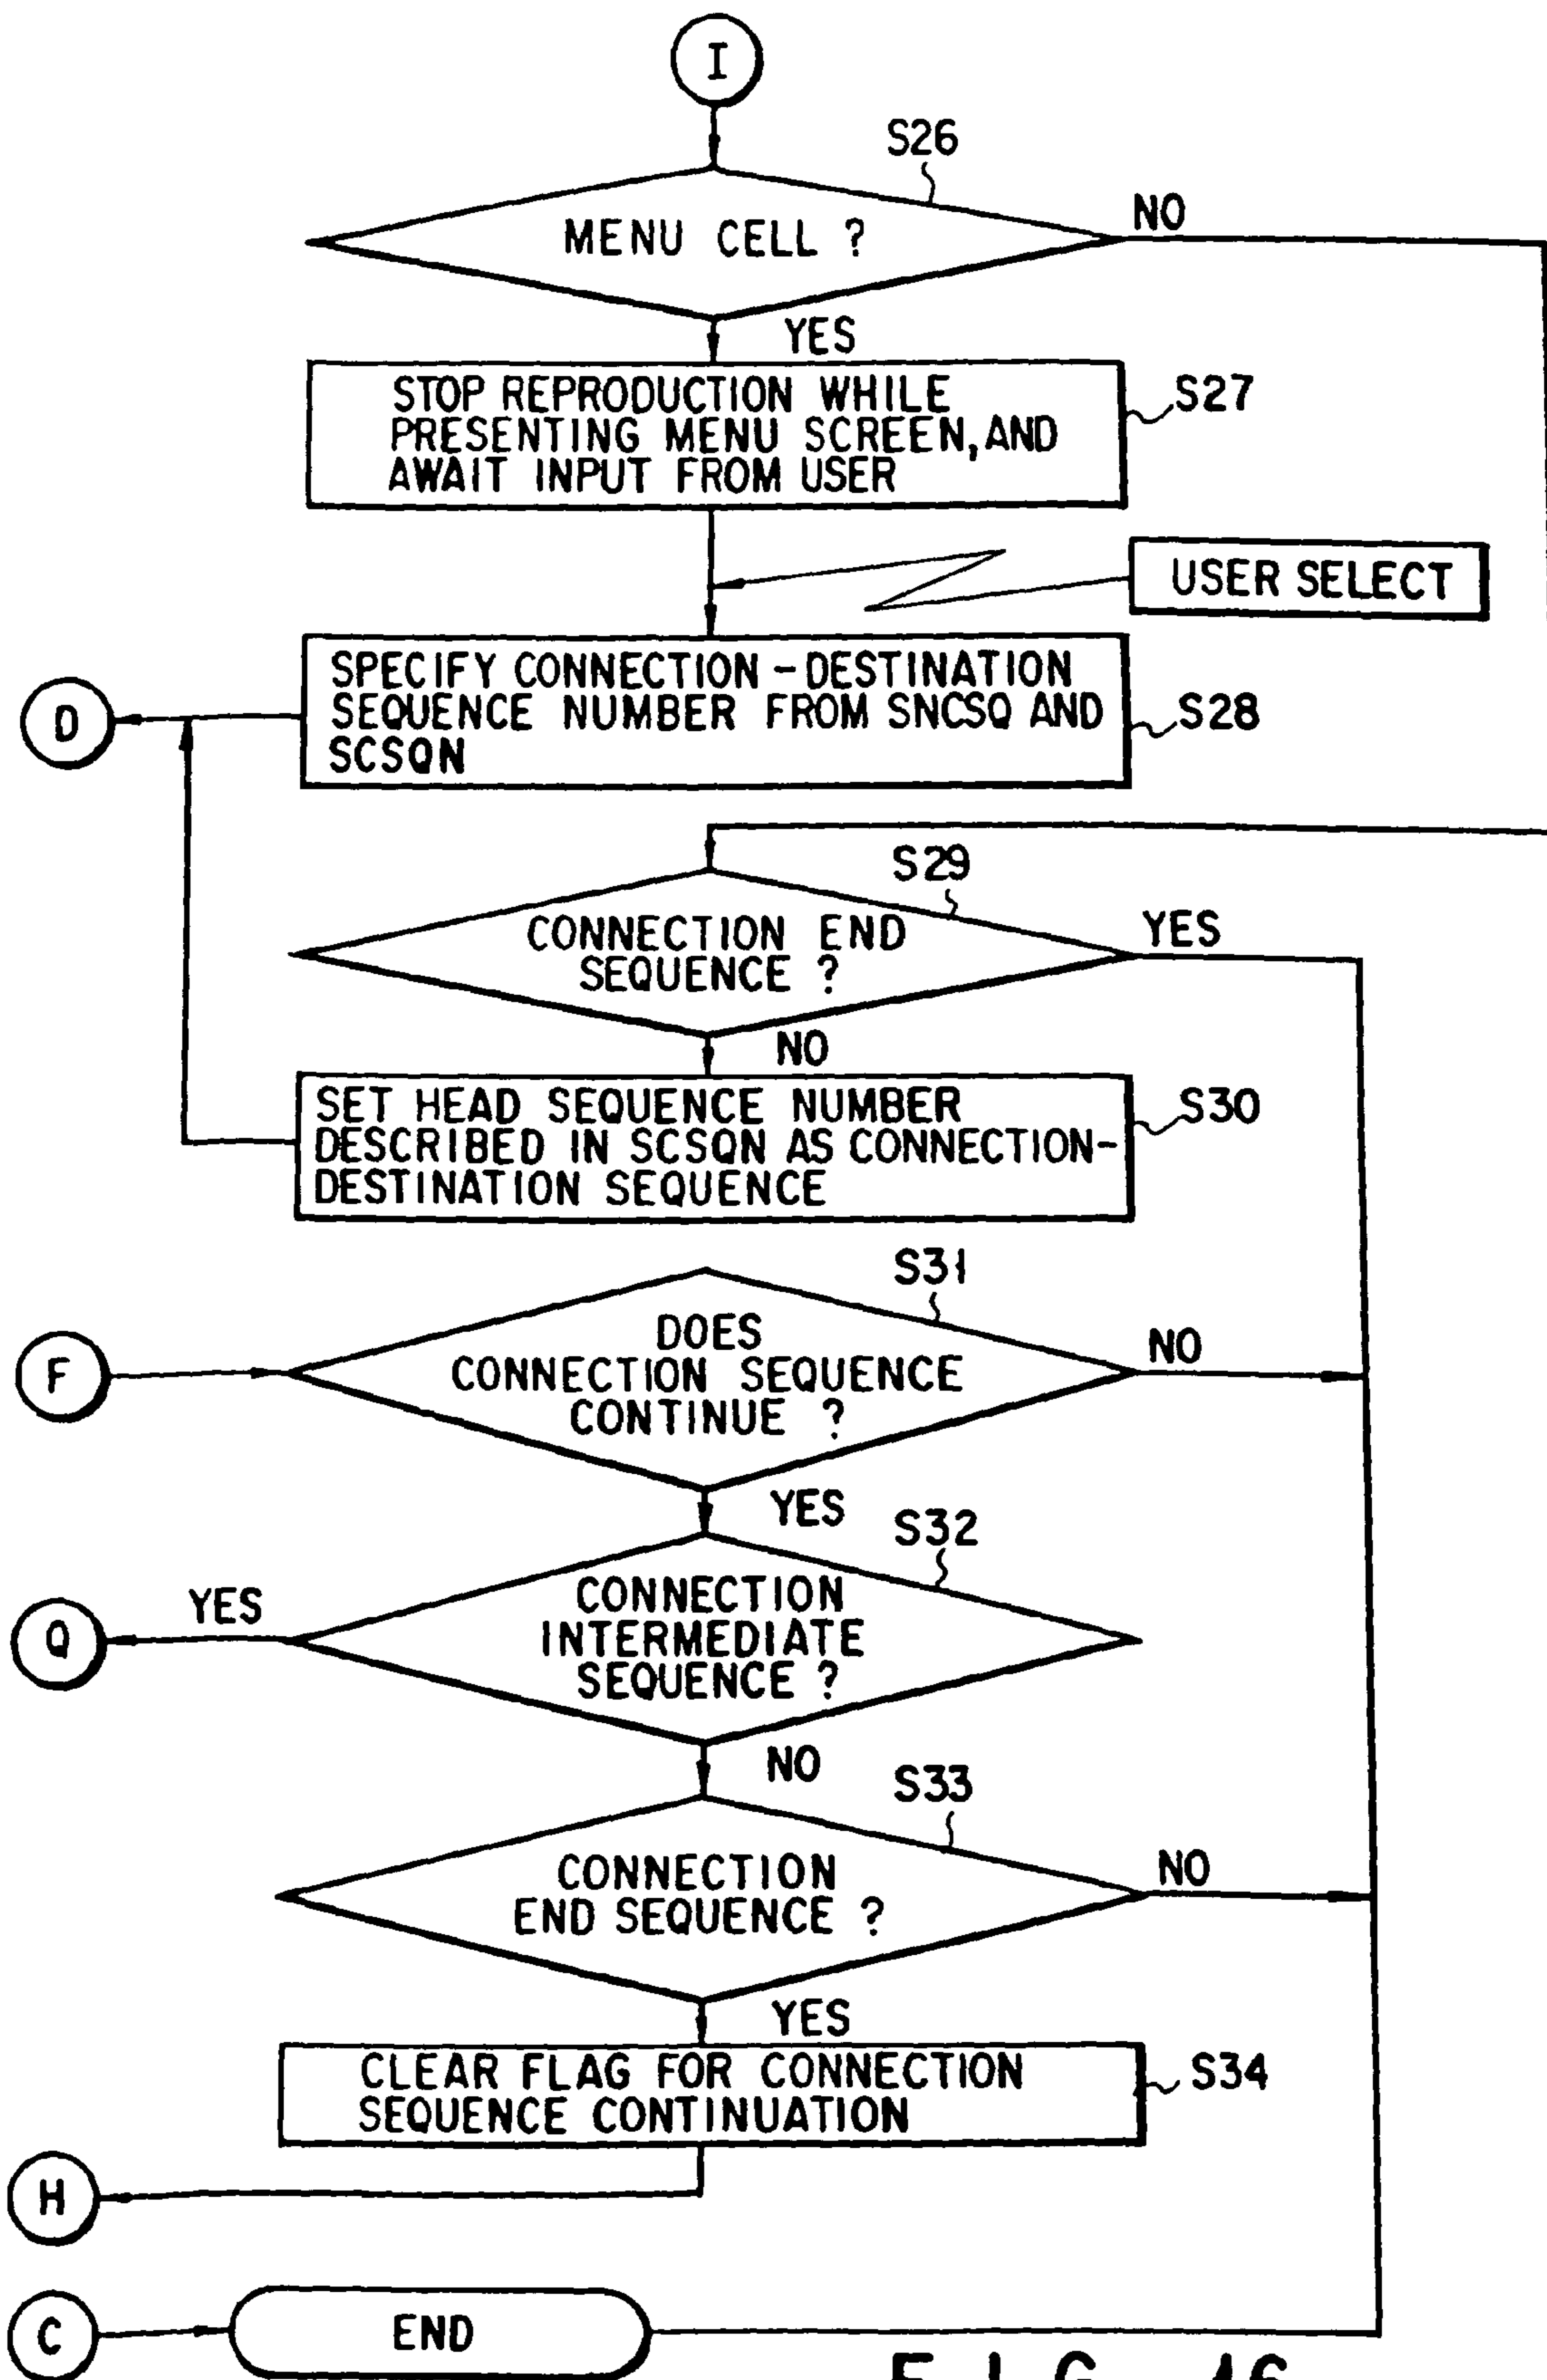 I
S26
MENU CELL ?
NO
YES
STOP REPRODUCTION WHILE
PRESENTING MENU SCREEN, AND
AWAIT INPUT FROM USER
S27
USER SELECT
SPECIFY CONNECTION-DESTINATION
SEQUENCE NUMBER FROM SNCSQ AND
SCSQN
S28
D
S29
CONNECTION END
SEQUENCE ?
YES
NO
SET HEAD SEQUENCE NUMBER
DESCRIBED IN SCSQN AS CONNECTION-
DESTINATION SEQUENCE
S30
S31
F
DOES
CONNECTION SEQUENCE
CONTINUE ?
NO
YES
S32
Q
YES
CONNECTION
INTERMEDIATE
SEQUENCE ?
NO
S33
CONNECTION
END SEQUENCE ?
NO
YES
CLEAR FLAG FOR CONNECTION
SEQUENCE CONTINUATION
S34
H
C
END
FIG. 16